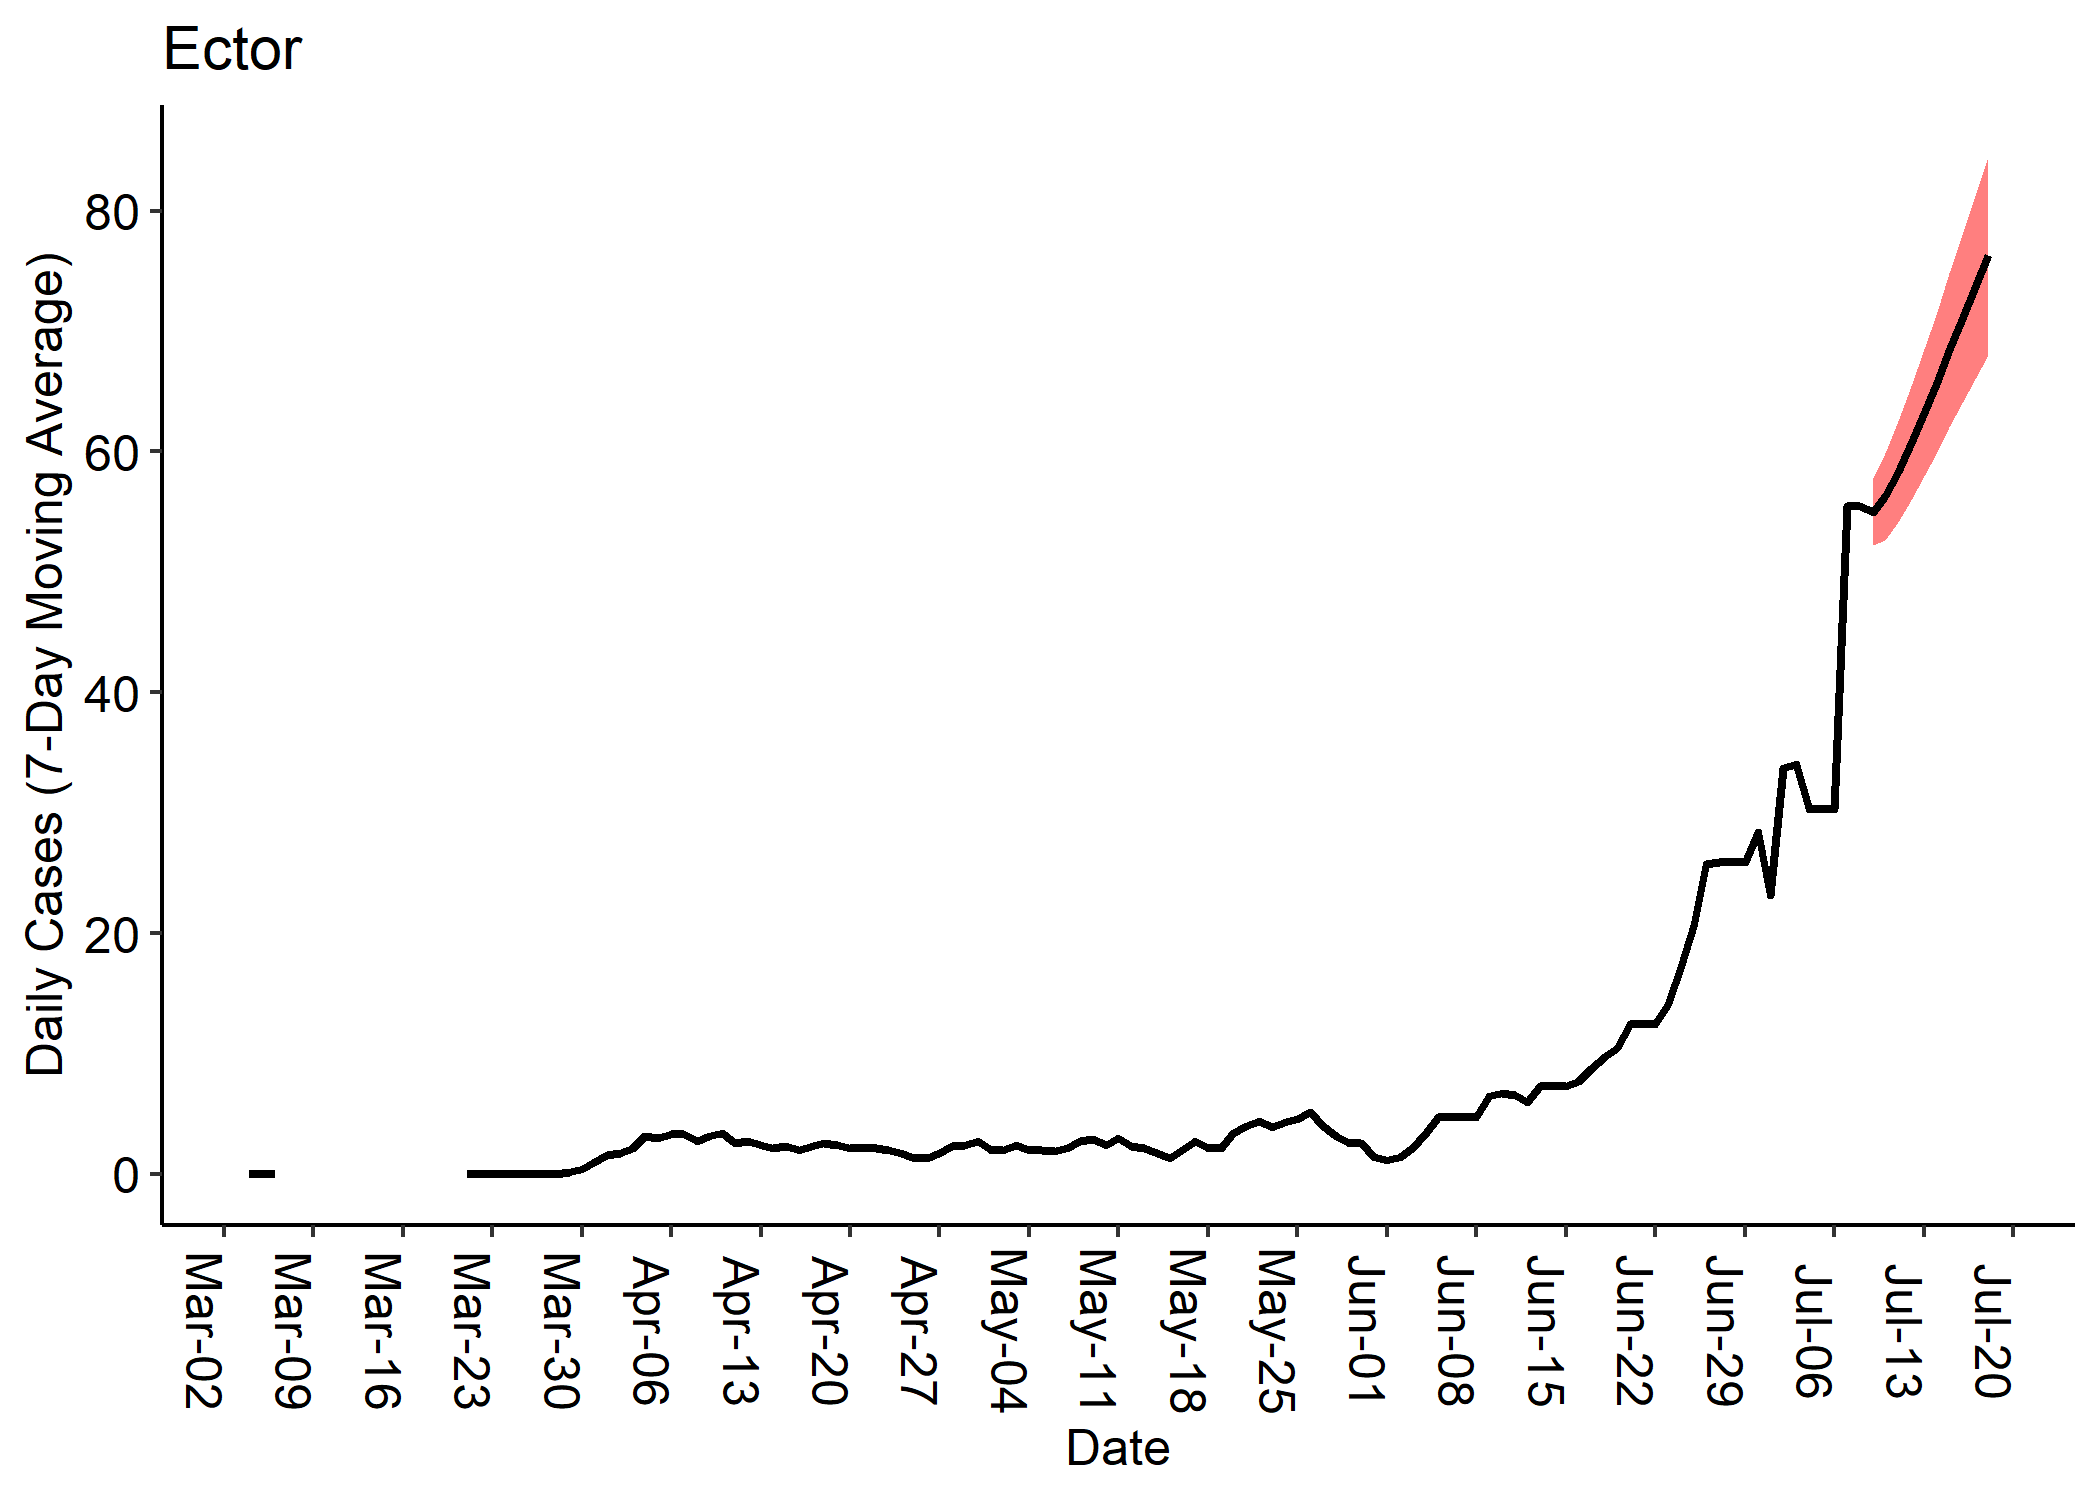 Ector
Daily Cases (7-Day Moving Average)
80
60
40
20
0
Mar-02
Mar-09
Mar-16
Mar-23
Mar-30
Apr-06
Apr-13
Apr-20
Apr-27
May-04
May-11
May-18
May-25
Jun-01
Jun-08
Jun-15
Jun-22
Jun-29
Jul-06
Jul-13
Jul-20
Date